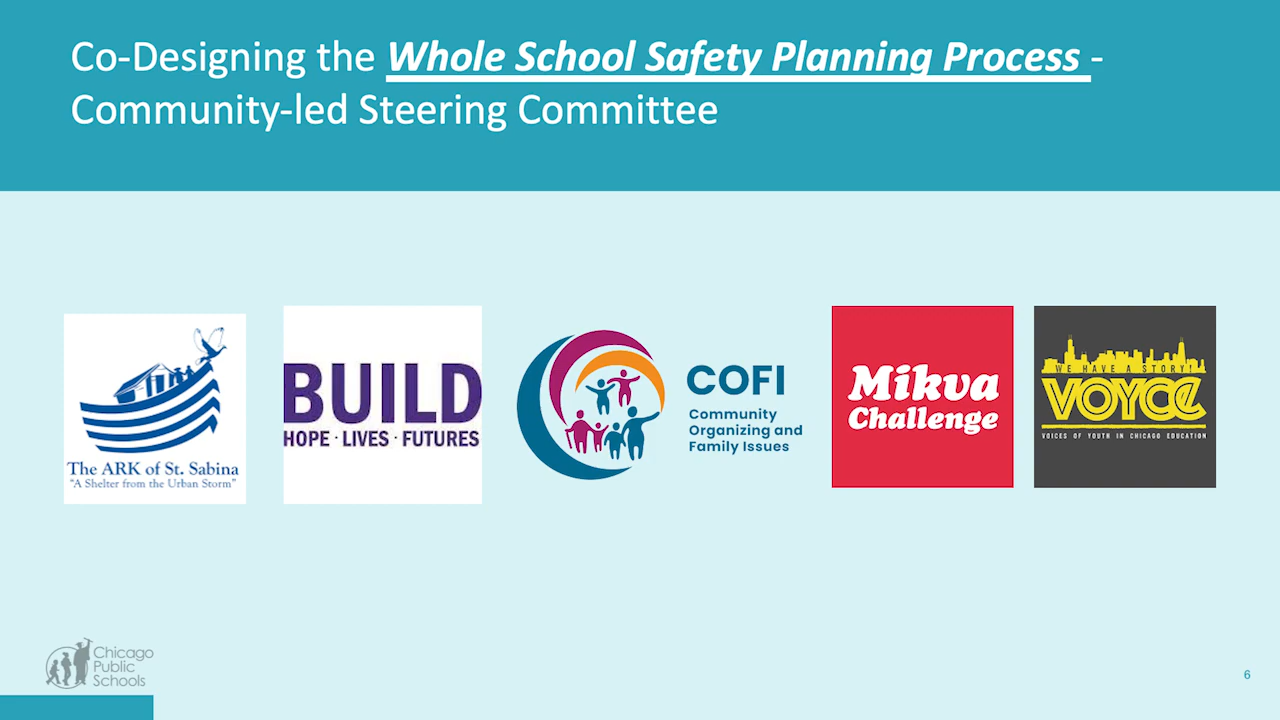 Co-Designing the Whole School Safety Planning Process -
Community-led Steering Committee
The ARK of St. Sabina
"A Shelter from the Urban Storm"
BUILD
HOPE · LIVES · FUTURES
COFI
Community
Organizing and
Family Issues
Mikva
Challenge
WE HAVE A STORY
VOYCE
VOICES OF YOUTH IN CHICAGO EDUCATION
Chicago
Public
Schools
6